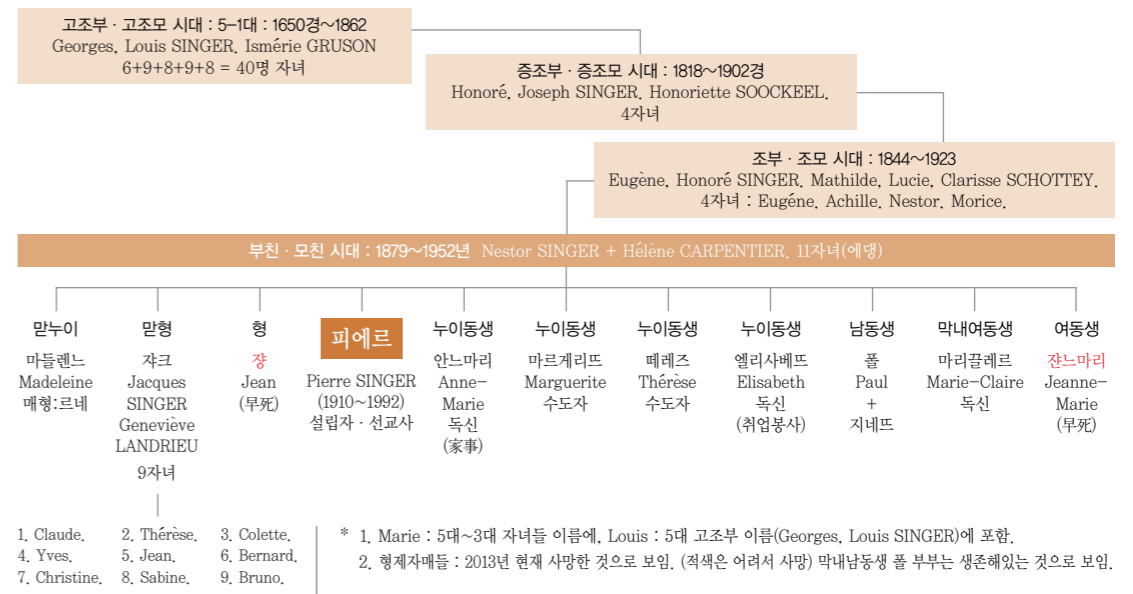 고조부 · 고조모 시대 : 5-1대 : 1650경~1862
Georges, Louis SINGER. Ismérie GRUSON
6+9+8+9+8 = 40명 자녀
증조부 · 증조모 시대 : 1818~1902경
Honoré, Joseph SINGER. Honoriette SOOCKEEL.
4자녀
조부 · 조모 시대 : 1844~1923
Eugène, Honoré SINGER. Mathilde, Lucie, Clarisse SCHOTTEY.
4자녀 : Eugéne. Achille. Nestor. Morice.
부친 · 모친 시대 : 1879~1952년 Nestor SINGER + Hélène CARPENTIER. 11자녀(에댕)
맏누이
마들렌느
Madeleine
매형:르네
맏형
쟈크
Jacques
SINGER
Geneviève
LANDRIEU
9자녀
형
쟝
Jean
(早死)
피에르
Pierre SINGER
(1910~1992)
설립자 · 선교사
누이동생
안느마리
Anne-
Marie
독신
(家事)
누이동생
마르게리뜨
Marguerite
수도자
누이동생
떼레즈
Thérèse
수도자
누이동생
엘리사베뜨
Elisabeth
독신
(취업봉사)
남동생
폴
Paul
+
지네뜨
막내여동생
마리끌레르
Marie-Claire
독신
여동생
쟌느마리
Jeanne-
Marie
(早死)
1. Claude. 2. Thérèse. 3. Colette.
4. Yves. 5. Jean. 6. Bernard.
7. Christine. 8. Sabine. 9. Bruno.
* 1. Marie : 5대~3대 자녀들 이름에, Louis : 5대 고조부 이름(Georges, Louis SINGER)에 포함.
2. 형제자매들 : 2013년 현재 사망한 것으로 보임. (적색은 어려서 사망) 막내남동생 폴 부부는 생존해있는 것으로 보임.